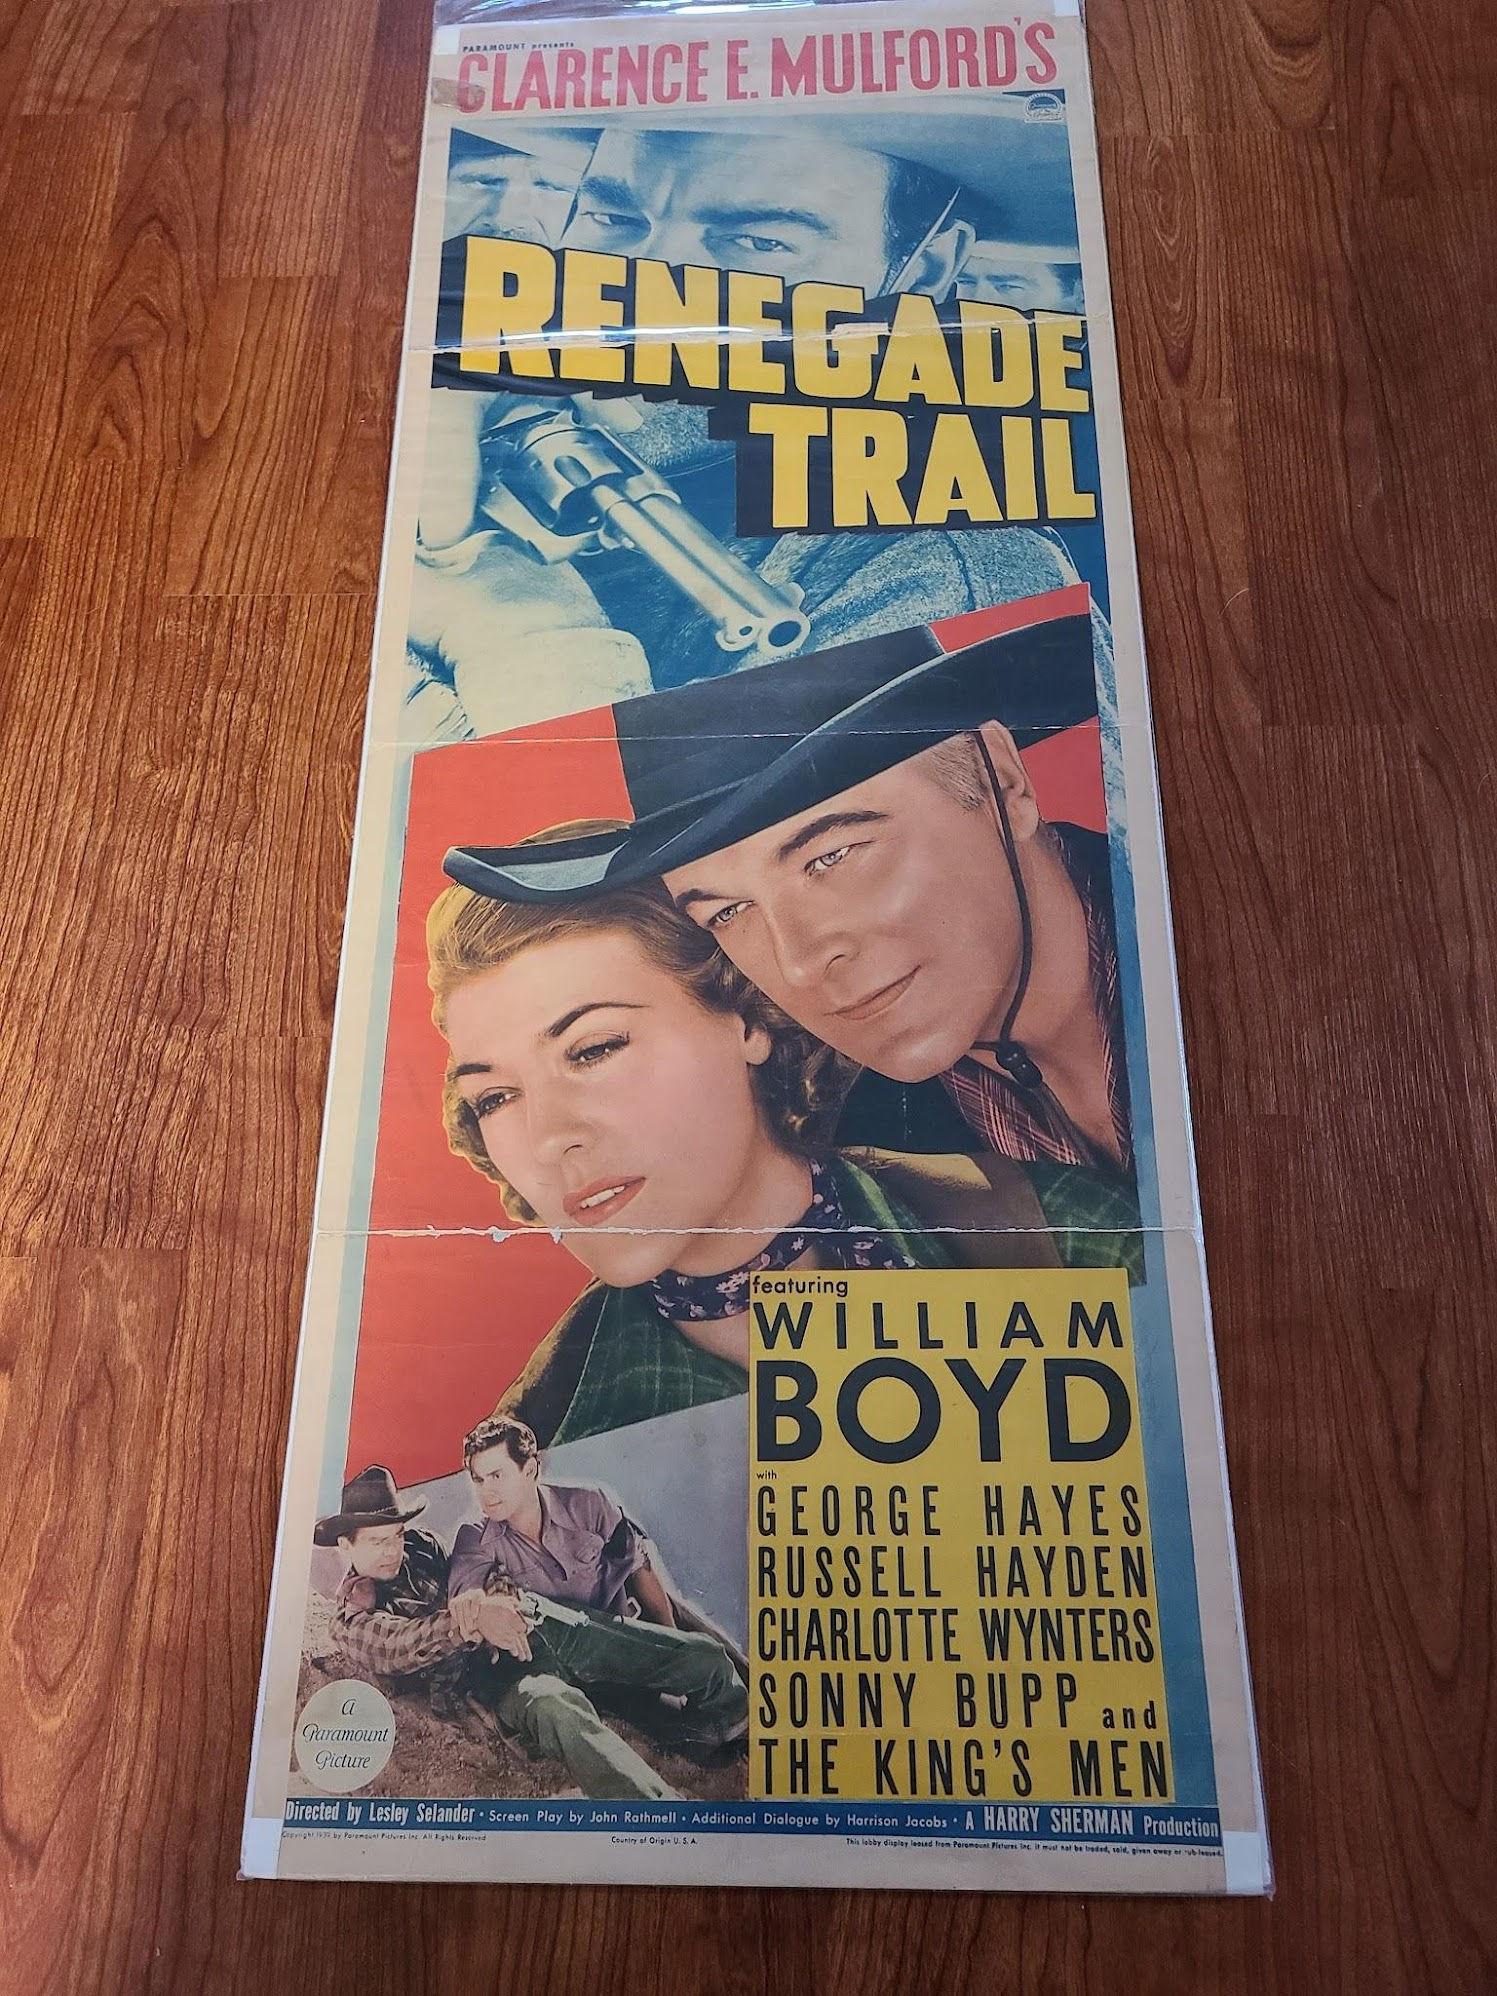 PARAMOUNT presents
CLARENCE E. MULFORD'S
RENEGADE
TRAIL
featuring
WILLIAM
BOYD
with
GEORGE HAYES
RUSSELL HAYDEN
CHARLOTTE WYNTERS
SONNY BUPP and
THE KING'S MEN
A
Paramount
Picture
Directed by Lesley Selander • Screen Play by John Rathmell • Additional Dialogue by Harrison Jacobs • A HARRY SHERMAN Production
Copyright 1939 by Paramount Pictures Inc. All Rights Reserved
Country of Origin U. S. A.
This lobby display leased from Paramount Pictures Inc. it must not be traded, sold, given away or sub-leased.